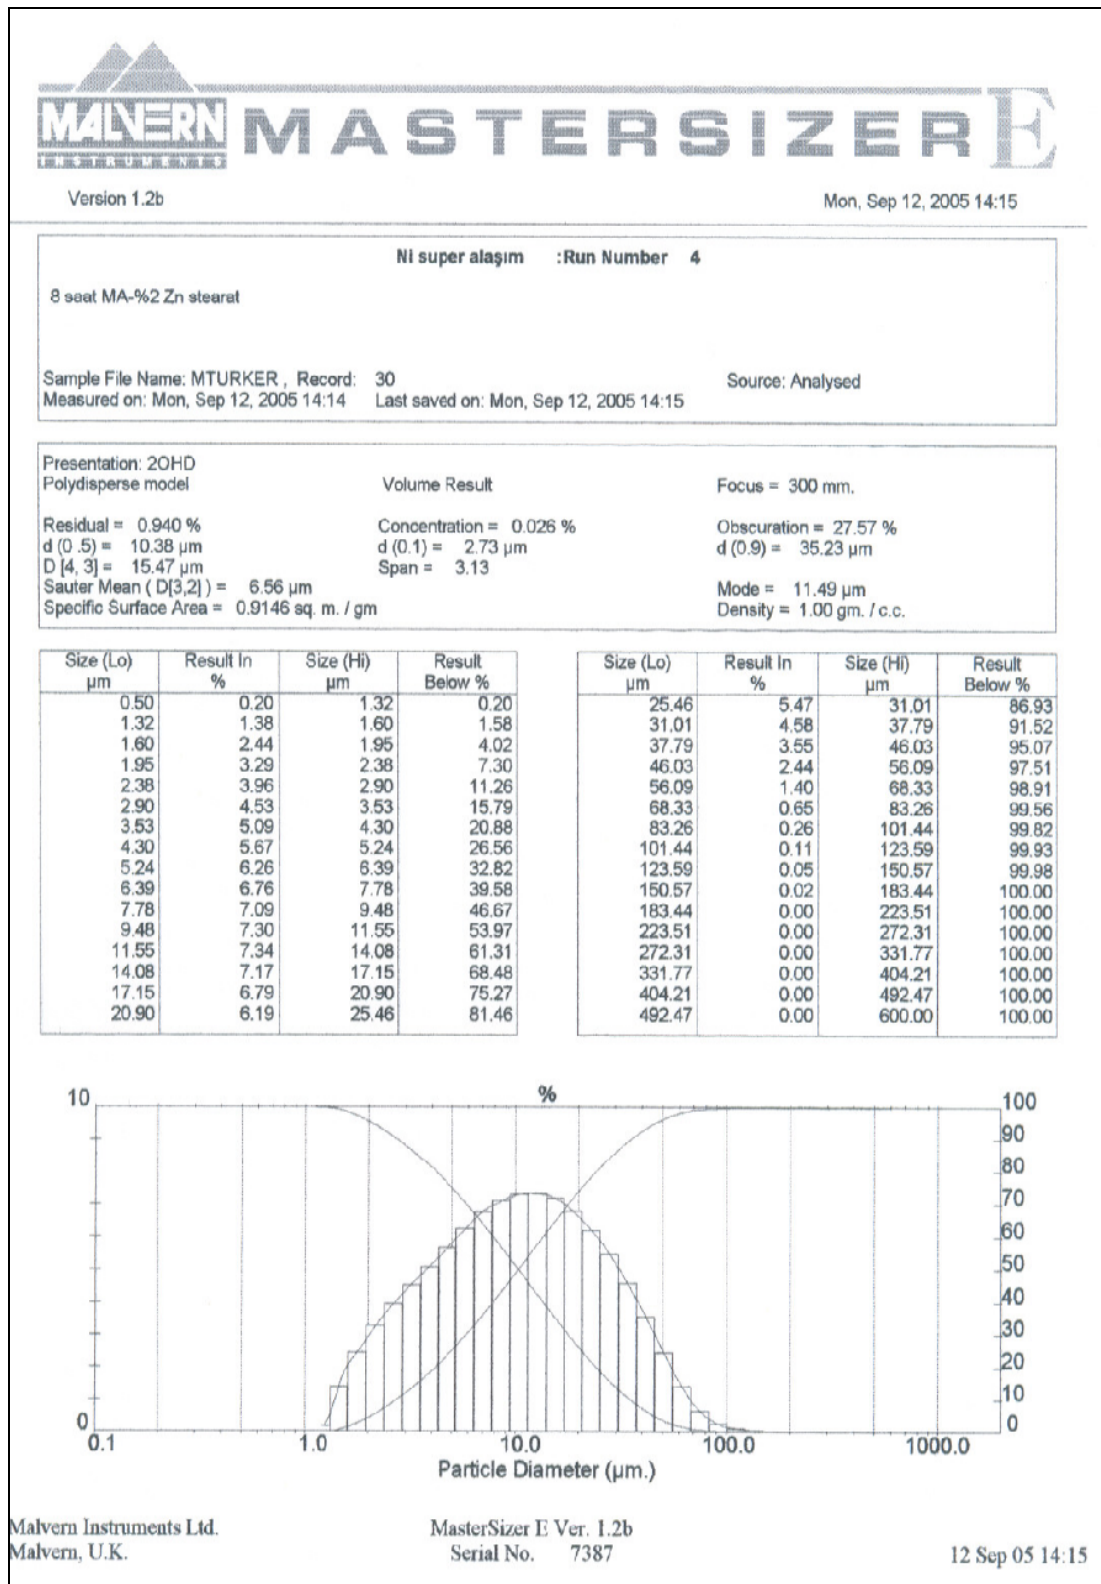 MALVERN
INSTRUMENTS
MASTERSIZER E
Version 1.2b Mon, Sep 12, 2005 14:15
Ni super alaşım :Run Number 4
8 saat MA-%2 Zn stearat
Sample File Name: MTURKER , Record: 30 Source: Analysed
Measured on: Mon, Sep 12, 2005 14:14 Last saved on: Mon, Sep 12, 2005 14:15
Presentation: 2OHD
Polydisperse model Volume Result Focus = 300 mm.
Residual = 0.940 % Concentration = 0.026 % Obscuration = 27.57 %
d (0 .5) = 10.38 µm d (0.1) = 2.73 µm d (0.9) = 35.23 µm
D [4, 3] = 15.47 µm Span = 3.13
Sauter Mean ( D[3,2] ) = 6.56 µm Mode = 11.49 µm
Specific Surface Area = 0.9146 sq. m. / gm Density = 1.00 gm. / c.c.
Size (Lo) Result In Size (Hi) Result Size (Lo) Result In Size (Hi) Result
µm % µm Below % µm % µm Below %
0.50 0.20 1.32 0.20 25.46 5.47 31.01 86.93
1.32 1.38 1.60 1.58 31.01 4.58 37.79 91.52
1.60 2.44 1.95 4.02 37.79 3.55 46.03 95.07
1.95 3.29 2.38 7.30 46.03 2.44 56.09 97.51
2.38 3.96 2.90 11.26 56.09 1.40 68.33 98.91
2.90 4.53 3.53 15.79 68.33 0.65 83.26 99.56
3.53 5.09 4.30 20.88 83.26 0.26 101.44 99.82
4.30 5.67 5.24 26.56 101.44 0.11 123.59 99.93
5.24 6.26 6.39 32.82 123.59 0.05 150.57 99.98
6.39 6.76 7.78 39.58 150.57 0.02 183.44 100.00
7.78 7.09 9.48 46.67 183.44 0.00 223.51 100.00
9.48 7.30 11.55 53.97 223.51 0.00 272.31 100.00
11.55 7.34 14.08 61.31 272.31 0.00 331.77 100.00
14.08 7.17 17.15 68.48 331.77 0.00 404.21 100.00
17.15 6.79 20.90 75.27 404.21 0.00 492.47 100.00
20.90 6.19 25.46 81.46 492.47 0.00 600.00 100.00
10 % 100
90
80
70
60
50
40
30
20
10
0 0
0.1 1.0 10.0 100.0 1000.0
Particle Diameter (µm.)
Malvern Instruments Ltd. MasterSizer E Ver. 1.2b
Malvern, U.K. Serial No. 7387 12 Sep 05 14:15